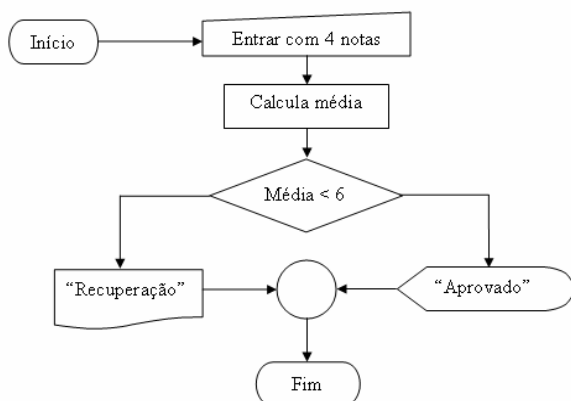 Início
Entrar com 4 notas
Calcula média
Média < 6
“Recuperação”
“Aprovado”
Fim